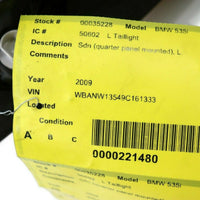 Stock # 00035228 Model BMW 535i
IC # 50602 L Taillight
Description Sdn (quarter panel mounted), L
Comments
Year 2009
VIN WBANW13549C161333
Located
Condition
A B C
0000221480
00035228 Model BMW 535i
L Taillight